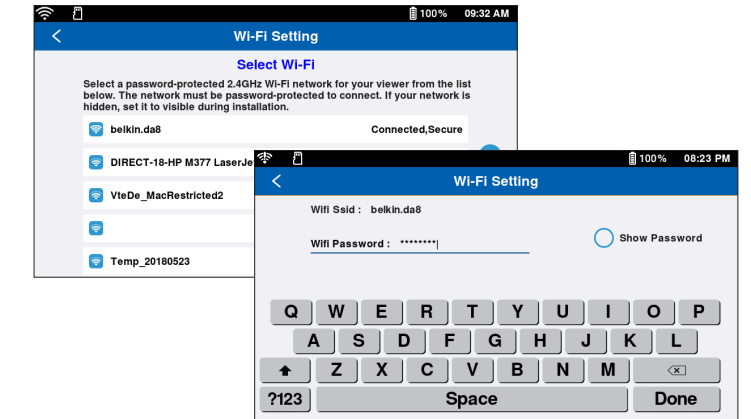 100% 09:32 AM
Wi-Fi Setting
Select Wi-Fi
Select a password-protected 2.4GHz Wi-Fi network for your viewer from the list
below. The network must be password-protected to connect. If your network is
hidden, set it to visible during installation.
belkin.da8 Connected,Secure
DIRECT-18-HP M377 LaserJe
VteDe_MacRestricted2
Temp_20180523
100% 08:23 PM
Wi-Fi Setting
Wifi Ssid : belkin.da8
Wifi Password : ********
Show Password
Q W E R T Y U I O P
A S D F G H J K L
Z X C V B N M
?123 Space Done